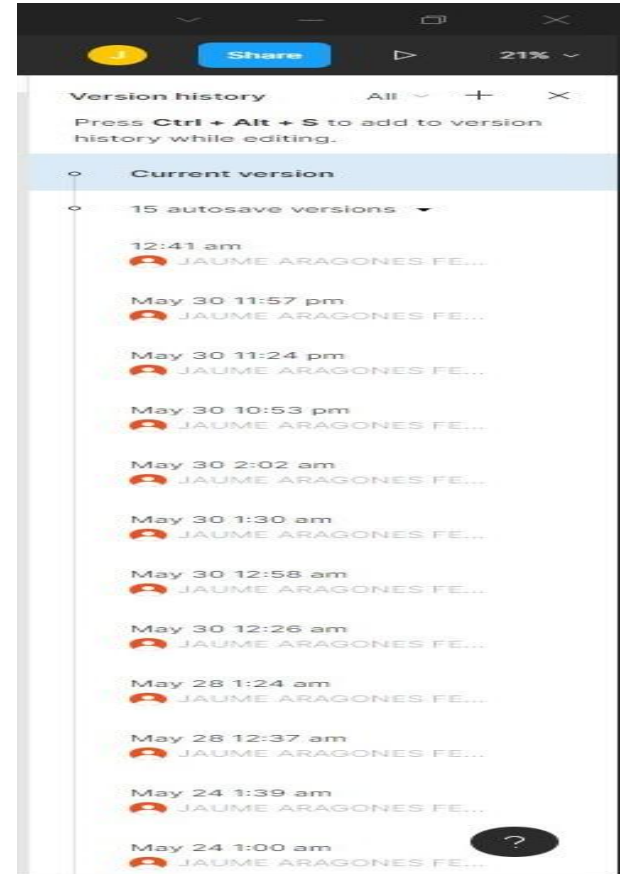 J Share 21%
Version history All
Press Ctrl + Alt + S to add to version
history while editing.
Current version
15 autosave versions
12:41 am
JAUME ARAGONES FE...
May 30 11:57 pm
JAUME ARAGONES FE...
May 30 11:24 pm
JAUME ARAGONES FE...
May 30 10:53 pm
JAUME ARAGONES FE...
May 30 2:02 am
JAUME ARAGONES FE...
May 30 1:30 am
JAUME ARAGONES FE...
May 30 12:58 am
JAUME ARAGONES FE...
May 30 12:26 am
JAUME ARAGONES FE...
May 28 1:24 am
JAUME ARAGONES FE...
May 28 12:37 am
JAUME ARAGONES FE...
May 24 1:39 am
JAUME ARAGONES FE...
May 24 1:00 am
?
JAUME ARAGONES FE...